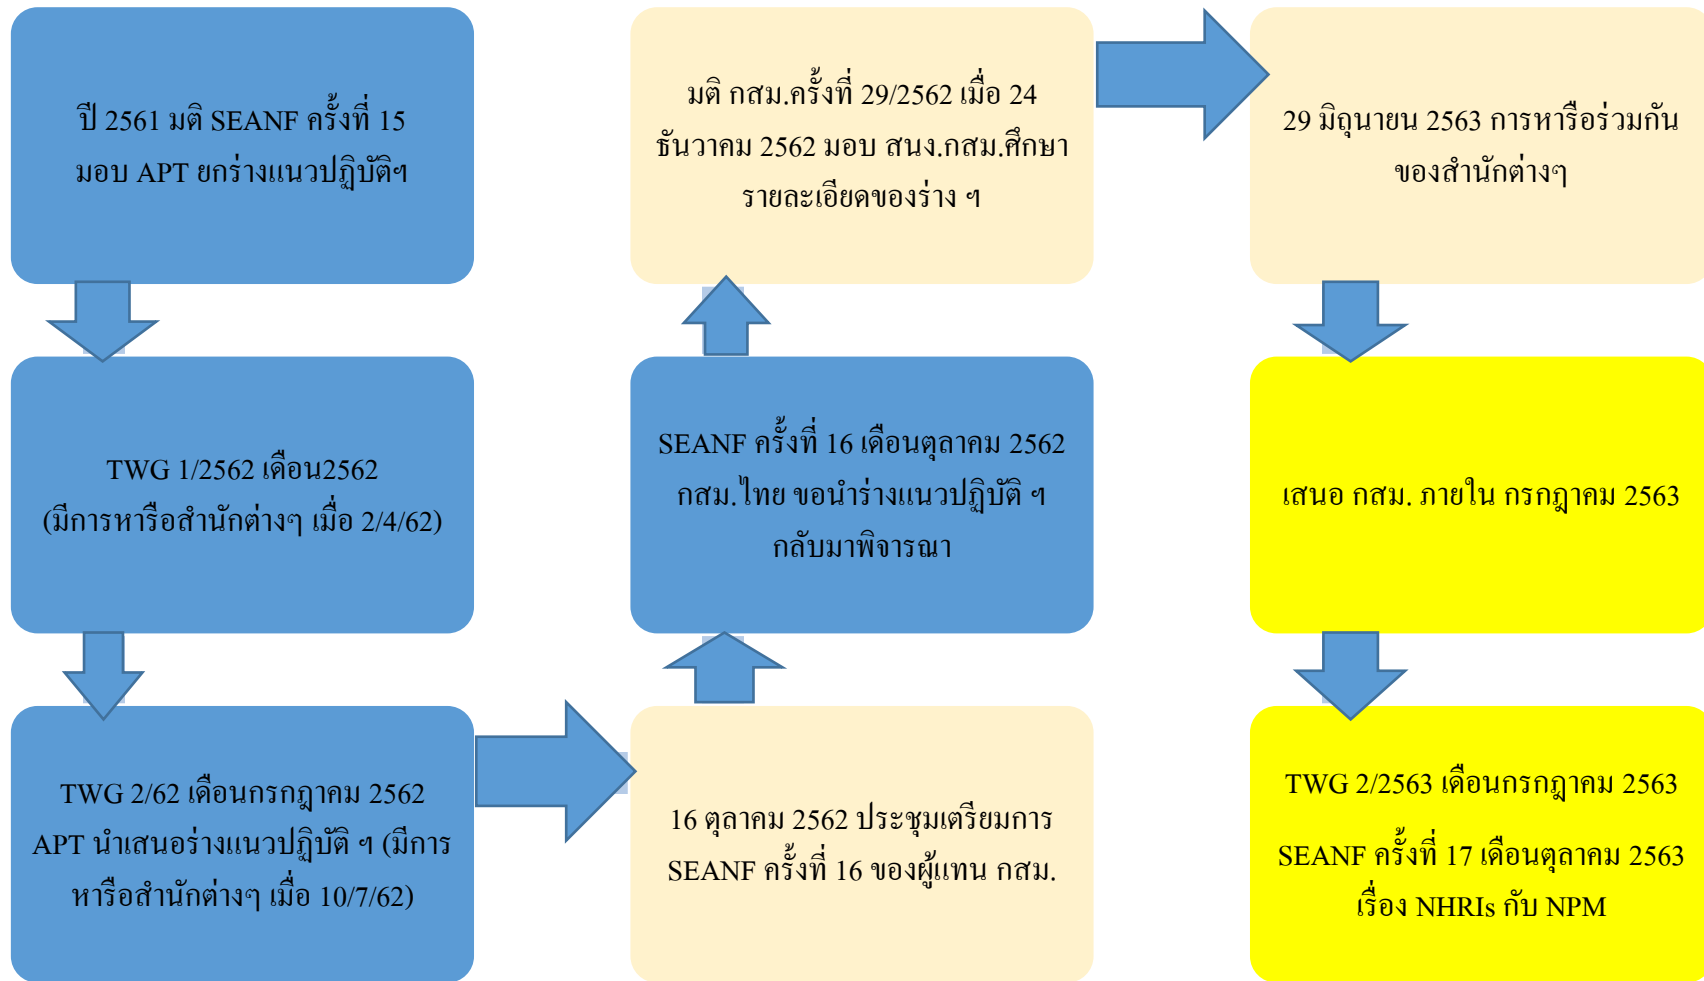 ปี 2561 มติ SEANF ครั้งที่ 15
มอบ APT ยกร่างแนวปฏิบัติฯ
TWG 1/2562 เดือน2562
(มีการหารือสำนักต่างๆ เมื่อ 2/4/62)
TWG 2/62 เดือนกรกฎาคม 2562
APT นำเสนอร่างแนวปฏิบัติ ฯ (มีการ
หารือสำนักต่างๆ เมื่อ 10/7/62)
16 ตุลาคม 2562 ประชุมเตรียมการ
SEANF ครั้งที่ 16 ของผู้แทน กสม.
SEANF ครั้งที่ 16 เดือนตุลาคม 2562
กสม.ไทย ขอนำร่างแนวปฏิบัติ ฯ
กลับมาพิจารณา
มติ กสม.ครั้งที่ 29/2562 เมื่อ 24
ธันวาคม 2562 มอบ สนง.กสม.ศึกษา
รายละเอียดของร่าง ฯ
29 มิถุนายน 2563 การหารือร่วมกัน
ของสำนักต่างๆ
เสนอ กสม. ภายใน กรกฎาคม 2563
TWG 2/2563 เดือนกรกฎาคม 2563
SEANF ครั้งที่ 17 เดือนตุลาคม 2563
เรื่อง NHRIs กับ NPM